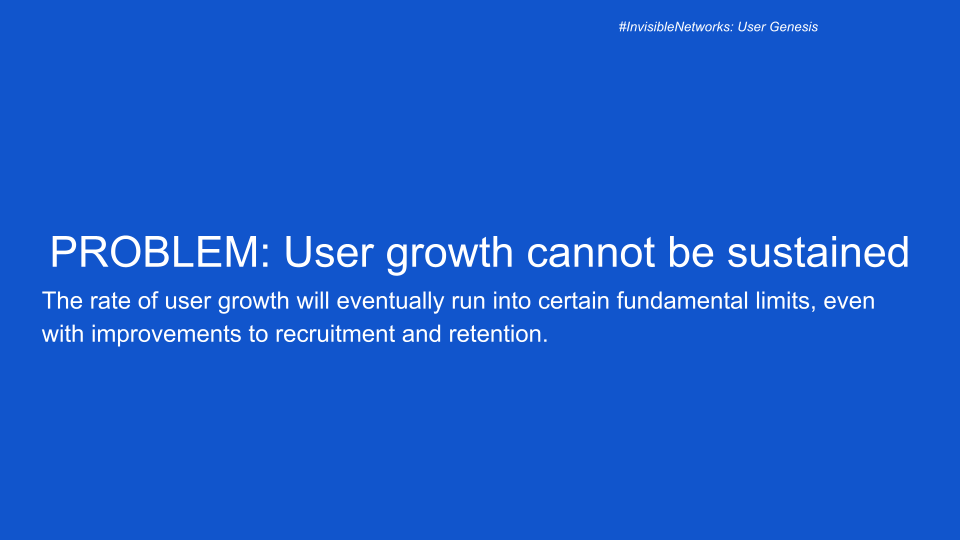 #InvisibleNetworks: User Genesis
PROBLEM: User growth cannot be sustained
The rate of user growth will eventually run into certain fundamental limits, even
with improvements to recruitment and retention.